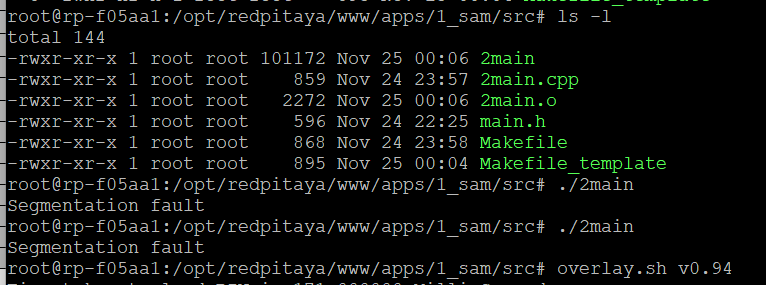 root@rp-f05aa1:/opt/redpitaya/www/apps/1_sam/src# ls -l
total 144
-rwxr-xr-x 1 root root 101172 Nov 25 00:06 2main
-rwxr-xr-x 1 root root    859 Nov 24 23:57 2main.cpp
-rwxr-xr-x 1 root root   2272 Nov 25 00:06 2main.o
-rwxr-xr-x 1 root root    596 Nov 24 22:25 main.h
-rwxr-xr-x 1 root root    868 Nov 24 23:58 Makefile
-rwxr-xr-x 1 root root    895 Nov 25 00:04 Makefile_template
root@rp-f05aa1:/opt/redpitaya/www/apps/1_sam/src# ./2main
Segmentation fault
root@rp-f05aa1:/opt/redpitaya/www/apps/1_sam/src# ./2main
Segmentation fault
root@rp-f05aa1:/opt/redpitaya/www/apps/1_sam/src# overlay.sh v0.94